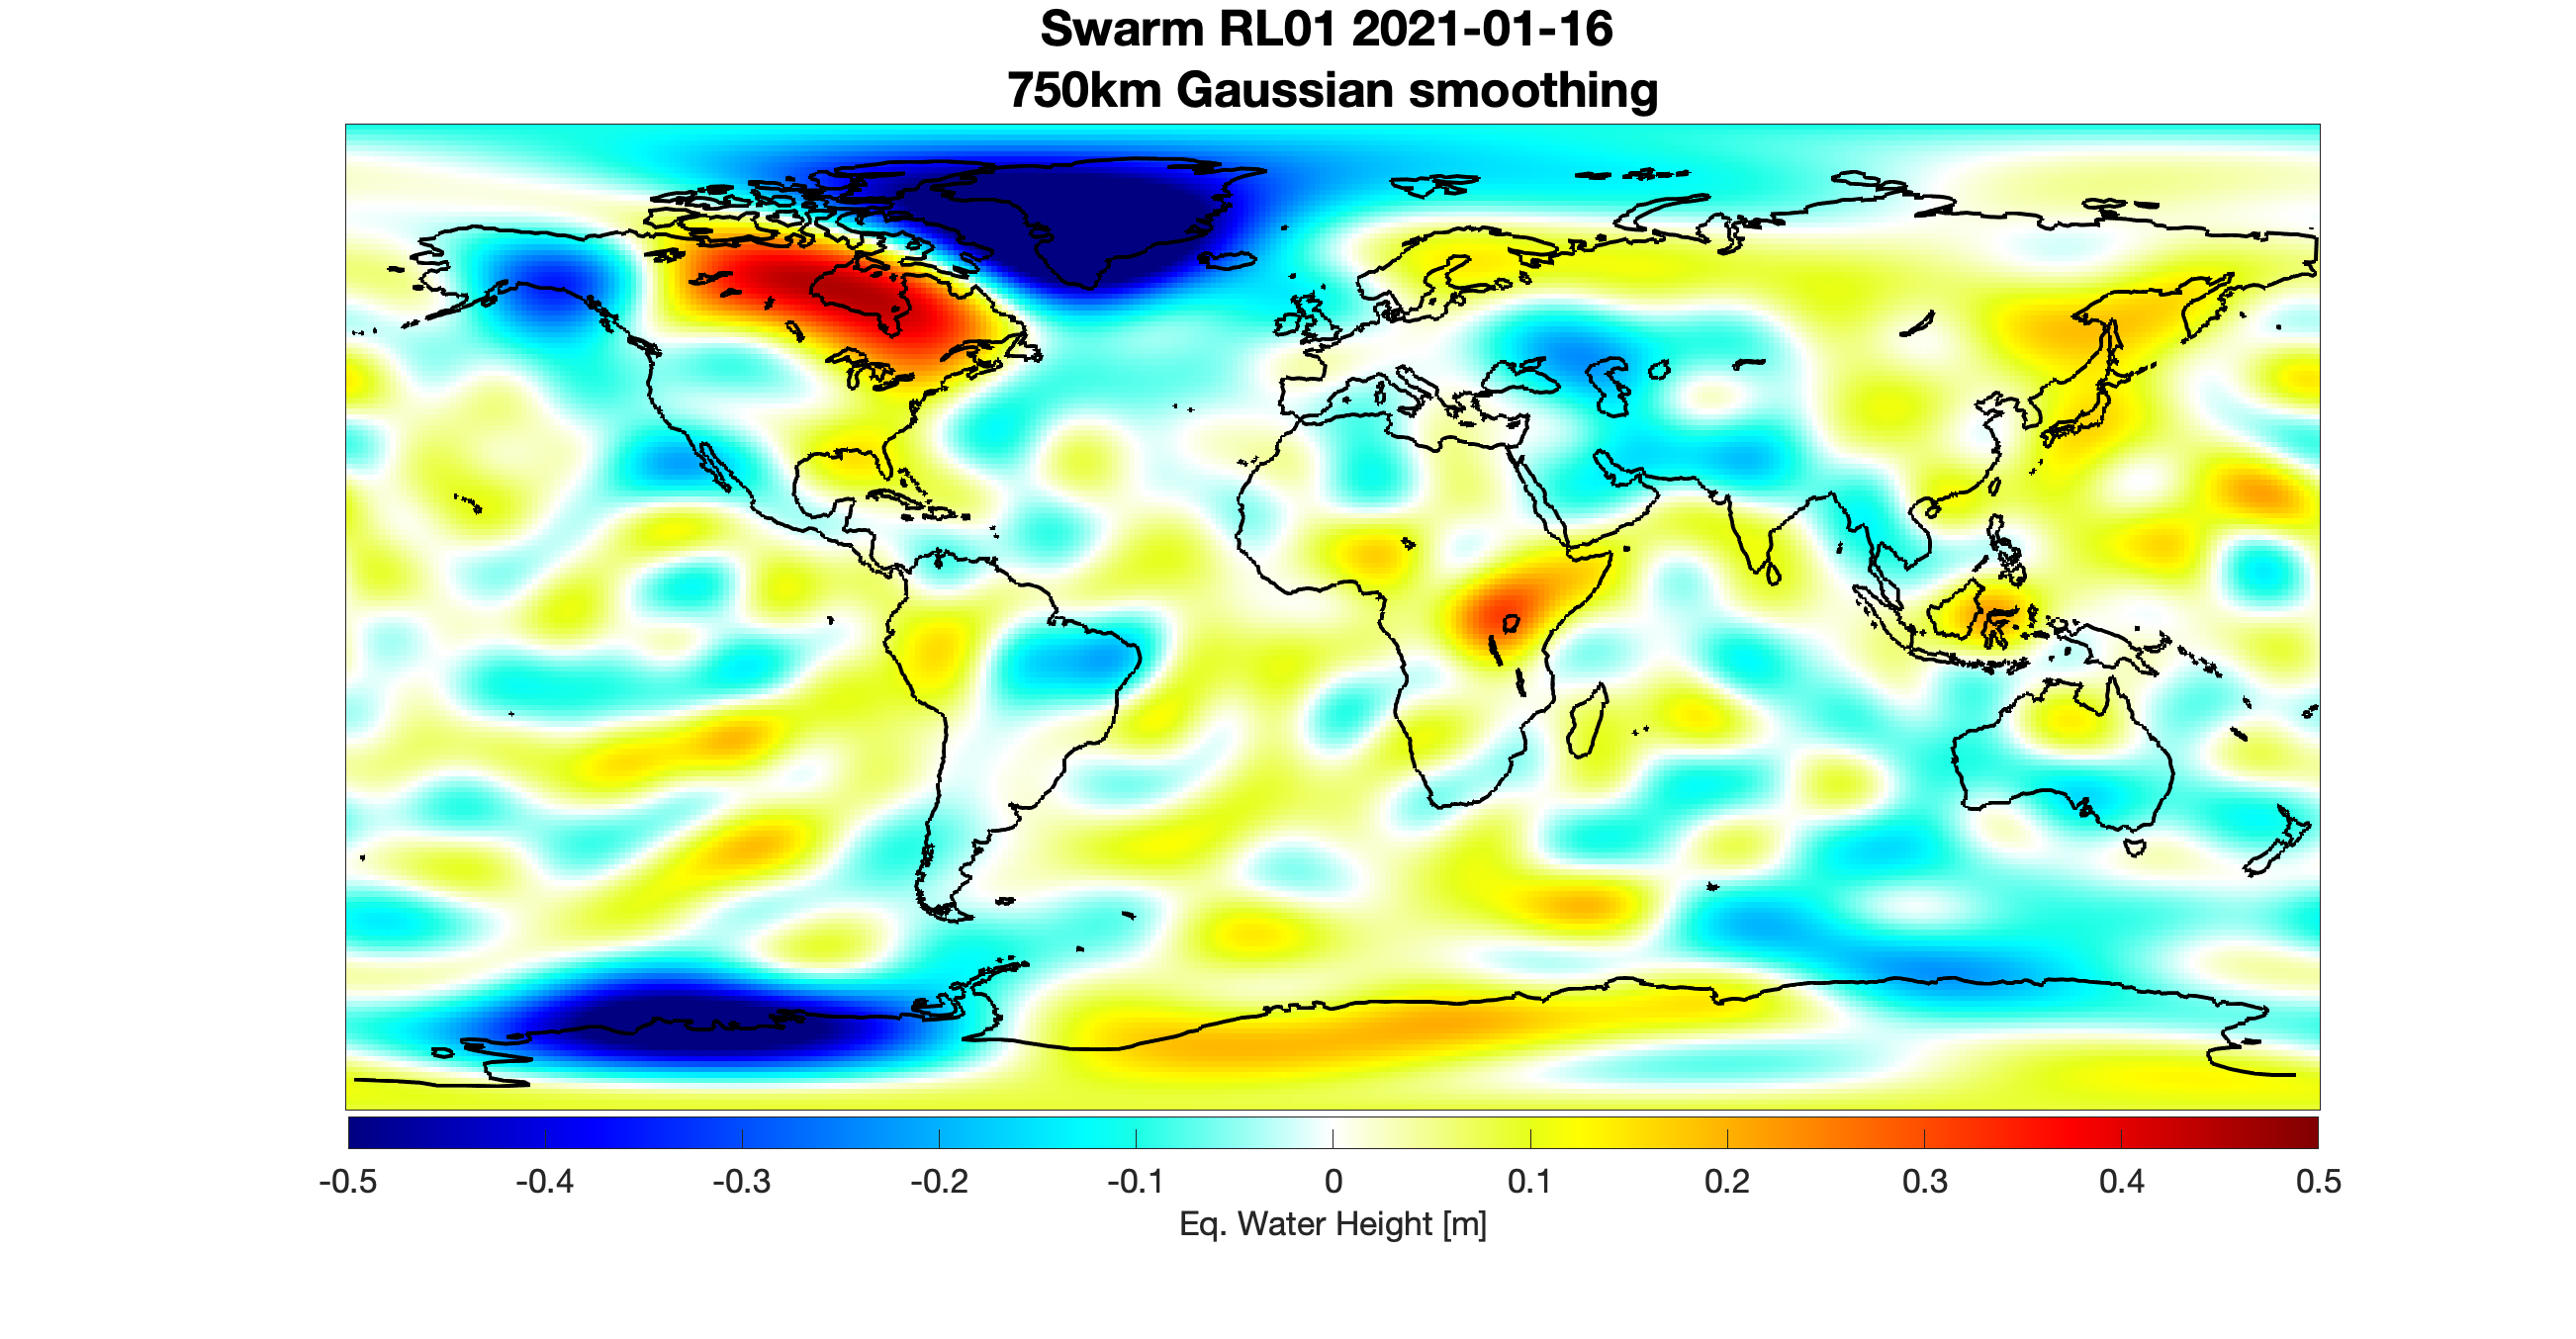 Swarm RL01 2021-01-16
750km Gaussian smoothing
-0.5 -0.4 -0.3 -0.2 -0.1 0 0.1 0.2 0.3 0.4 0.5
Eq. Water Height [m]